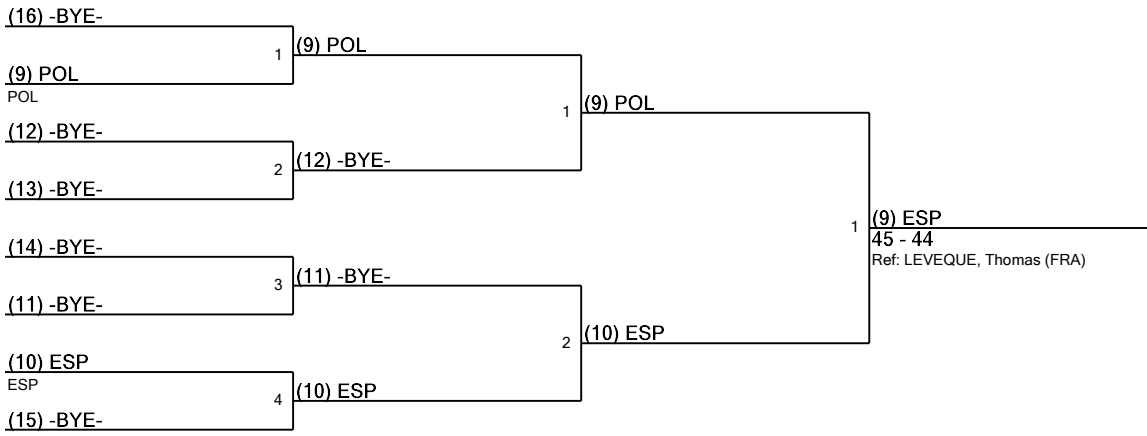 (16) -BYE-
(9) POL
POL
(12) -BYE-
(13) -BYE-
(14) -BYE-
(11) -BYE-
(10) ESP
ESP
(15) -BYE-
1
(9) POL
2
(12) -BYE-
3
(11) -BYE-
4
(10) ESP
1
(9) POL
2
(10) ESP
1
(9) ESP
45 - 44
Ref: LEVEQUE, Thomas (FRA)